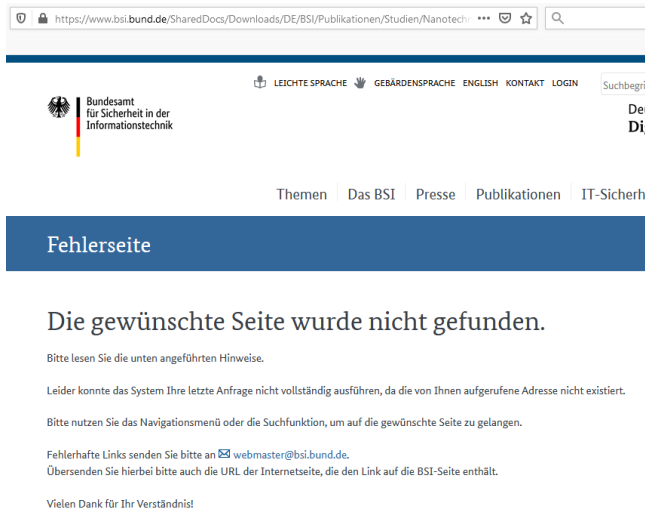 https://www.bsi.bund.de/SharedDocs/Downloads/DE/BSI/Publikationen/Studien/Nanotech
LEICHTE SPRACHE GEBÄRDENSPRACHE ENGLISH KONTAKT LOGIN
Bundesamt
für Sicherheit in der
Informationstechnik
Themen Das BSI Presse Publikationen
Fehlerseite
Die gewünschte Seite wurde nicht gefunden.
Bitte lesen Sie die unten angeführten Hinweise.
Leider konnte das System Ihre letzte Anfrage nicht vollständig ausführen, da die von Ihnen aufgerufene Adresse nicht existiert.
Bitte nutzen Sie das Navigationsmenü oder die Suchfunktion, um auf die gewünschte Seite zu gelangen.
Fehlerhafte Links senden Sie bitte an webmaster@bsi.bund.de.
Übersenden Sie hierbei bitte auch die URL der Internetseite, die den Link auf die BSI-Seite enthält.
Vielen Dank für Ihr Verständnis!